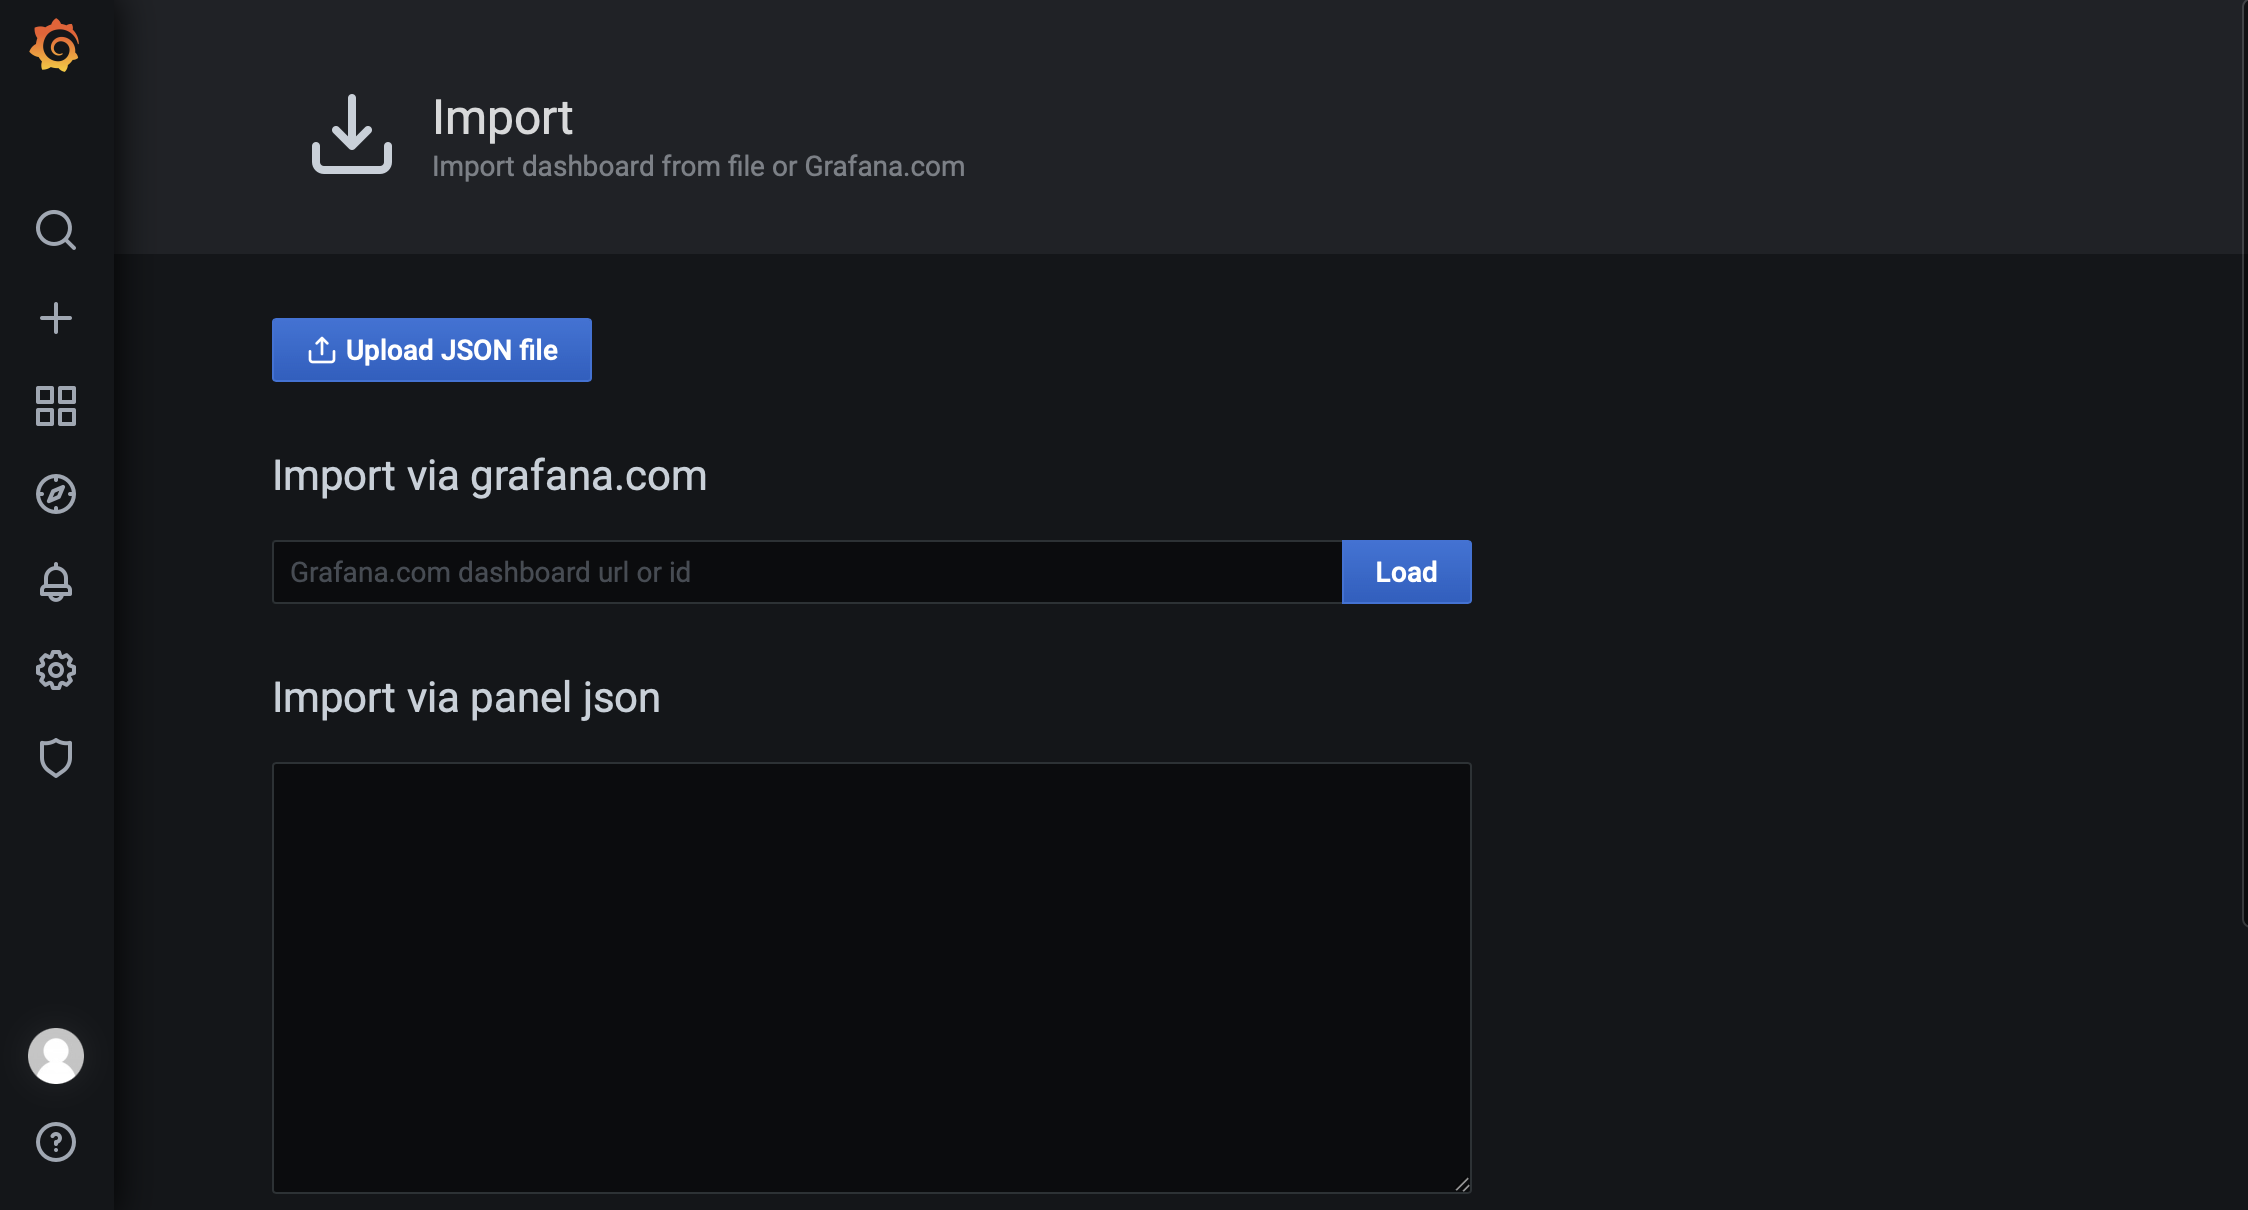 Import
Import dashboard from file or Grafana.com
Upload JSON file
Import via grafana.com
Grafana.com dashboard url or id
Load
Import via panel json